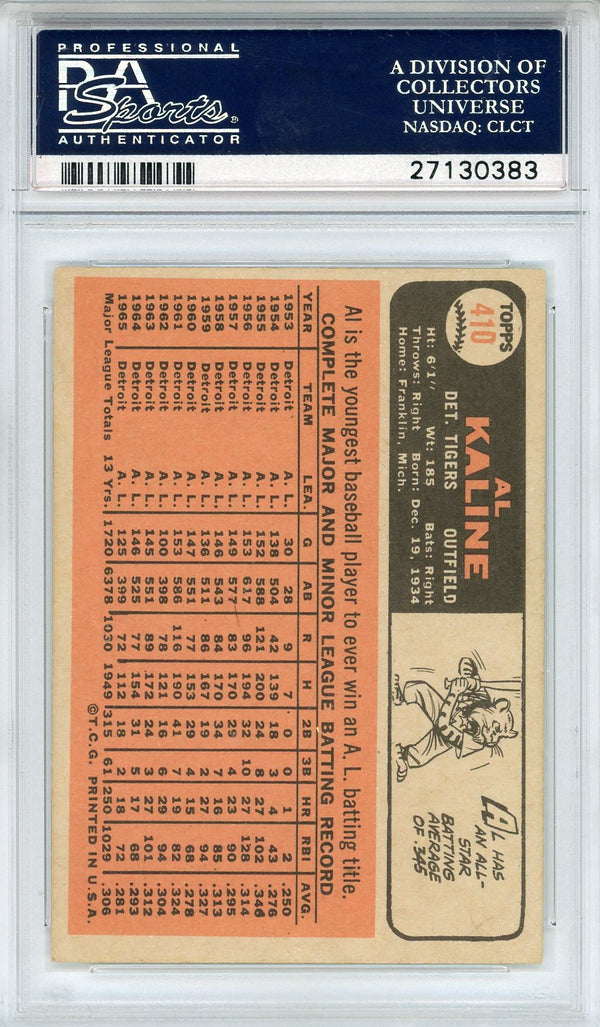 PROFESSIONAL
PSA
Sports®
AUTHENTICATOR
A DIVISION OF
COLLECTORS
UNIVERSE
NASDAQ: CLCT
27130383
TOPPS
410
AL
KALINE
DET. TIGERS OUTFIELD
Ht: 6'1" Wt: 185 Bats: Right
Throws: Right Born: Dec. 19, 1934
Home: Franklin, Mich.
AL HAS
AN ALL-
STAR
BATTING
AVERAGE
OF .345
Al is the youngest baseball player to ever win an A. L. batting title.
COMPLETE MAJOR AND MINOR LEAGUE BATTING RECORD
YEAR TEAM LEA. G AB R H 2B 3B HR RBI AVG.
1953 Detroit A. L. 30 28 9 7 0 0 1 2 .250
1954 Detroit A. L. 138 504 42 139 18 3 4 43 .276
1955 Detroit A. L. 152 588 121 200 24 8 27 102 .346
1956 Detroit A. L. 153 617 96 194 32 10 27 128 .314
1957 Detroit A. L. 149 577 83 170 29 4 23 90 .295
1958 Detroit A. L. 146 543 84 170 34 7 16 85 .313
1959 Detroit A. L. 136 511 86 167 19 2 27 94 .327
1960 Detroit A. L. 147 551 77 153 29 4 15 68 .278
1961 Detroit A. L. 153 586 116 190 41 7 19 82 .324
1962 Detroit A. L. 100 398 78 121 16 6 29 94 .304
1963 Detroit A. L. 145 551 89 .172 24 3 27 101 .312
1964 Detroit A. L. 146 525 77 154 31 5 17 68 .293
1965 Detroit A. L. 125 399 72 112 18 2 18 72 .281
Major League Totals 13 Yrs. 1720 6378 1030 1949 315 61 250 1029 .306
©T.C.G. PRINTED IN U.S.A.